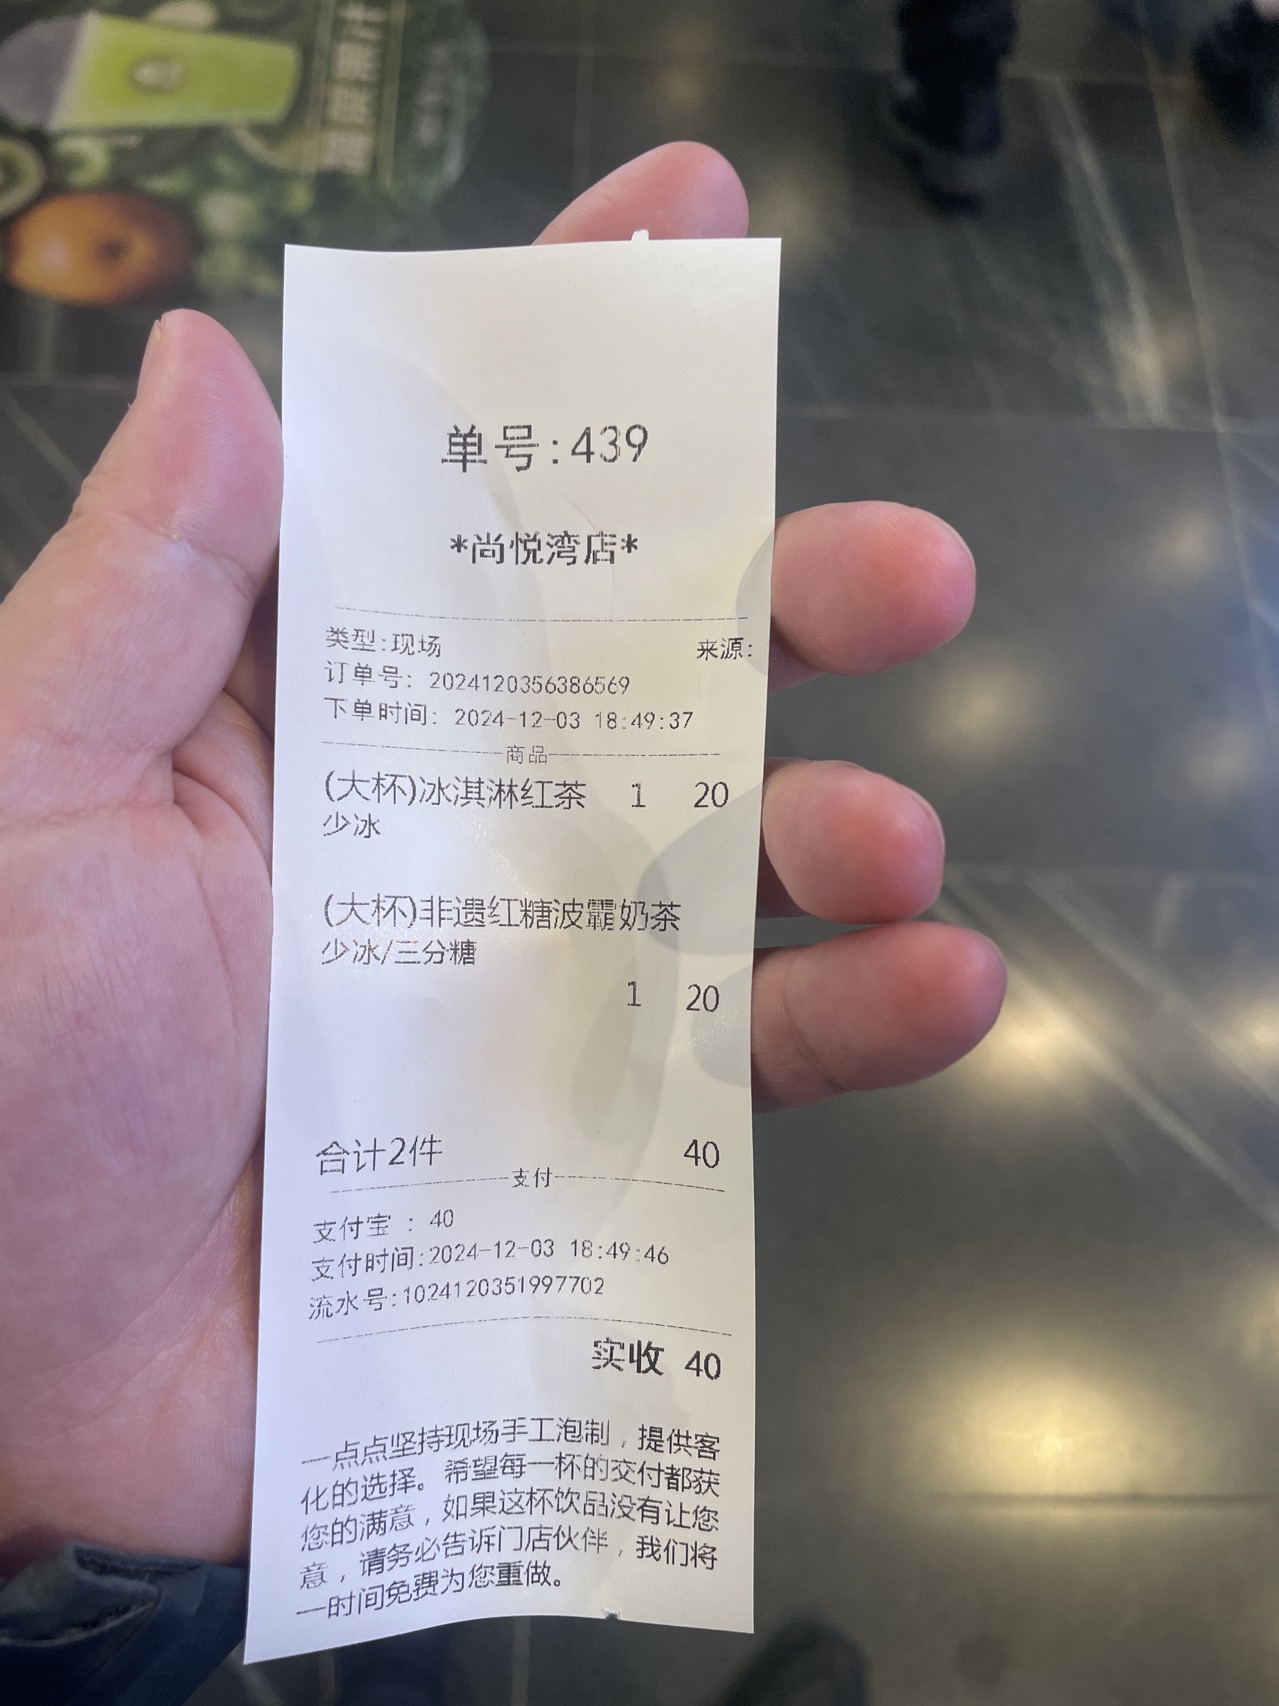 单号:439
*尚悦湾店*
类型:现场 来源:
订单号: 2024120356386569
下单时间: 2024-12-03 18:49:37
商品
(大杯)冰淇淋红茶 1 20
少冰
(大杯)非遗红糖波霸奶茶
少冰/三分糖
1 20
合计2件 40
支付
支付宝 : 40
支付时间:2024-12-03 18:49:46
流水号:1024120351997702
实收 40
一点点坚持现场手工泡制，提供客
化的选择。希望每一杯的交付都获
您的满意，如果这杯饮品没有让您
意，请务必告诉门店伙伴，我们将
一时间免费为您重做。